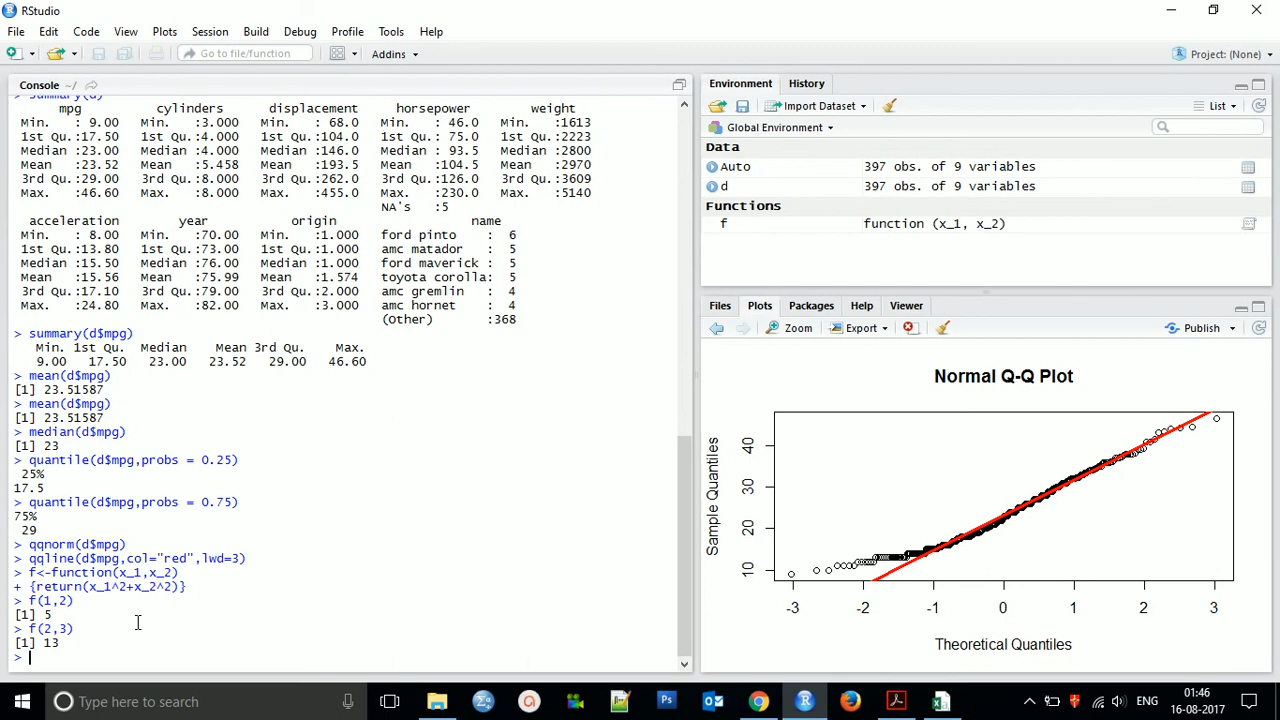 RStudio
File Edit Code View Plots Session Build Debug Profile Tools Help
Go to file/function Addins Project: (None)
Console ~/
> summary(d)
mpg cylinders displacement horsepower weight
Min. : 9.00 Min. :3.000 Min. : 68.0 Min. : 46.0 Min. :1613
1st Qu.:17.50 1st Qu.:4.000 1st Qu.:104.0 1st Qu.: 75.0 1st Qu.:2223
Median :23.00 Median :4.000 Median :146.0 Median : 93.5 Median :2800
Mean :23.52 Mean :5.458 Mean :193.5 Mean :104.5 Mean :2970
3rd Qu.:29.00 3rd Qu.:8.000 3rd Qu.:262.0 3rd Qu.:126.0 3rd Qu.:3609
Max. :46.60 Max. :8.000 Max. :455.0 Max. :230.0 Max. :5140
NA's :5
acceleration year origin name
Min. : 8.00 Min. :70.00 Min. :1.000 ford pinto : 6
1st Qu.:13.80 1st Qu.:73.00 1st Qu.:1.000 amc matador : 5
Median :15.50 Median :76.00 Median :1.000 ford maverick : 5
Mean :15.56 Mean :75.99 Mean :1.574 toyota corolla: 5
3rd Qu.:17.10 3rd Qu.:79.00 3rd Qu.:2.000 amc gremlin : 4
Max. :24.80 Max. :82.00 Max. :3.000 amc hornet : 4
(Other) :368
> summary(d$mpg)
Min. 1st Qu. Median Mean 3rd Qu. Max.
9.00 17.50 23.00 23.52 29.00 46.60
> mean(d$mpg)
[1] 23.51587
> mean(d$mpg)
[1] 23.51587
> median(d$mpg)
[1] 23
> quantile(d$mpg,probs = 0.25)
25%
17.5
> quantile(d$mpg,probs = 0.75)
75%
29
> qqnorm(d$mpg)
> qqline(d$mpg,col="red",lwd=3)
> f<-function(x_1,x_2)
+ {return(x_1^2+x_2^2)}
> f(1,2)
[1] 5
> f(2,3)
[1] 13
>
Environment History
Import Dataset List
Global Environment
Data
Auto 397 obs. of 9 variables
d 397 obs. of 9 variables
Functions
f function (x_1, x_2)
Files Plots Packages Help Viewer
Zoom Export Publish
Normal Q-Q Plot
Sample Quantiles
40
30
20
10
-3 -2 -1 0 1 2 3
Theoretical Quantiles
Type here to search
ENG
01:46
16-08-2017